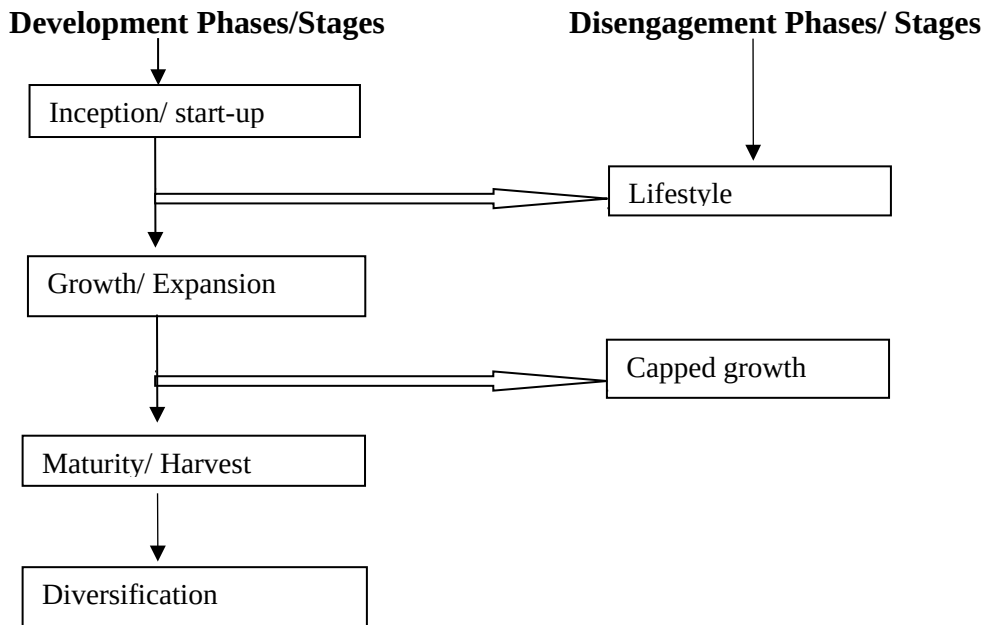 Development Phases/Stages
Disengagement Phases/ Stages
Inception/ start-up
Lifestyle
Growth/ Expansion
Capped growth
Maturity/ Harvest
Diversification